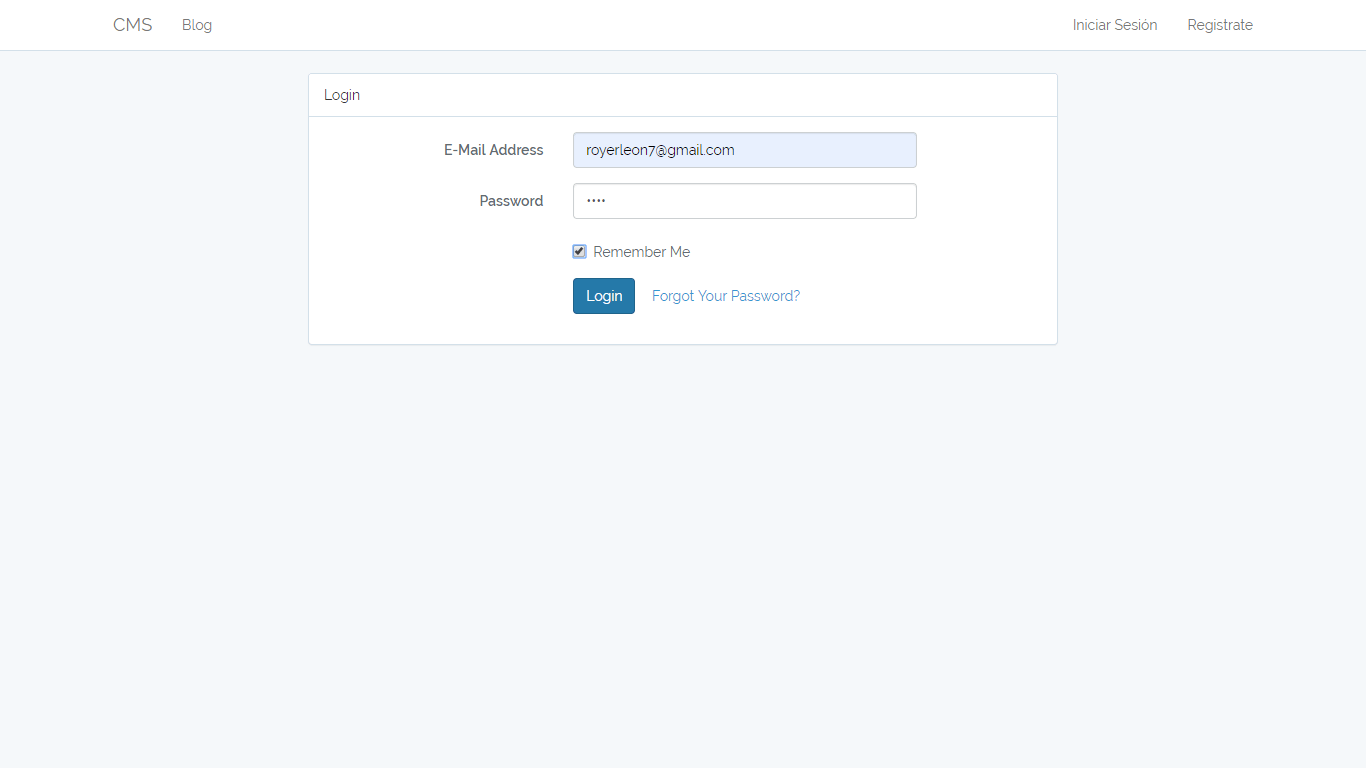 CMS Blog Iniciar Sesión Registrate
Login
E-Mail Address royerleon7@gmail.com
Password ••••
Remember Me
Login Forgot Your Password?